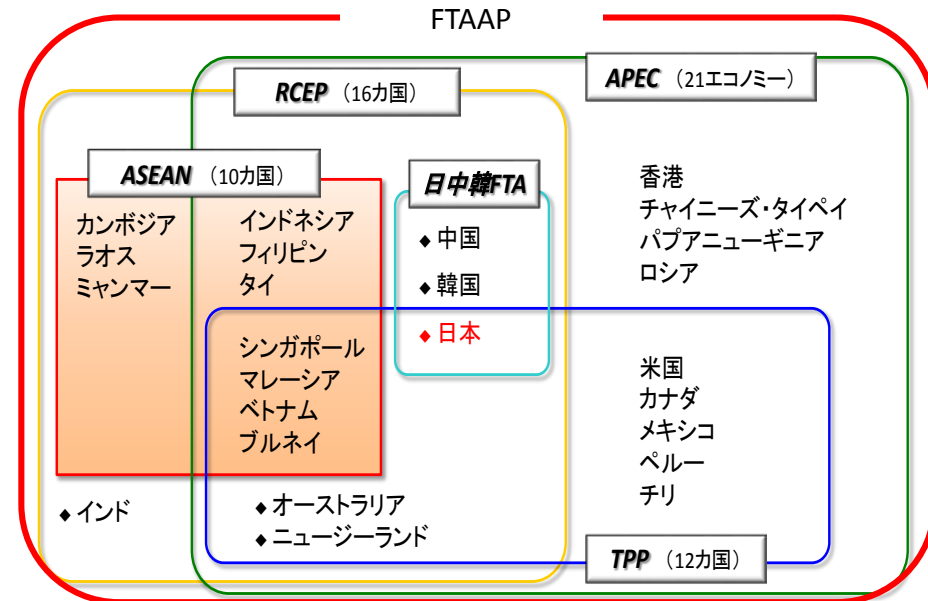 FTAAP
RCEP （16カ国）
APEC （21エコノミー）
ASEAN （10カ国）
日中韓FTA
カンボジア
ラオス
ミャンマー
インドネシア
フィリピン
タイ
シンガポール
マレーシア
ベトナム
ブルネイ
◆中国
◆韓国
◆日本
香港
チャイニーズ・タイペイ
パプアニューギニア
ロシア
米国
カナダ
メキシコ
ペルー
チリ
◆インド
◆オーストラリア
◆ニュージーランド
TPP （12カ国）